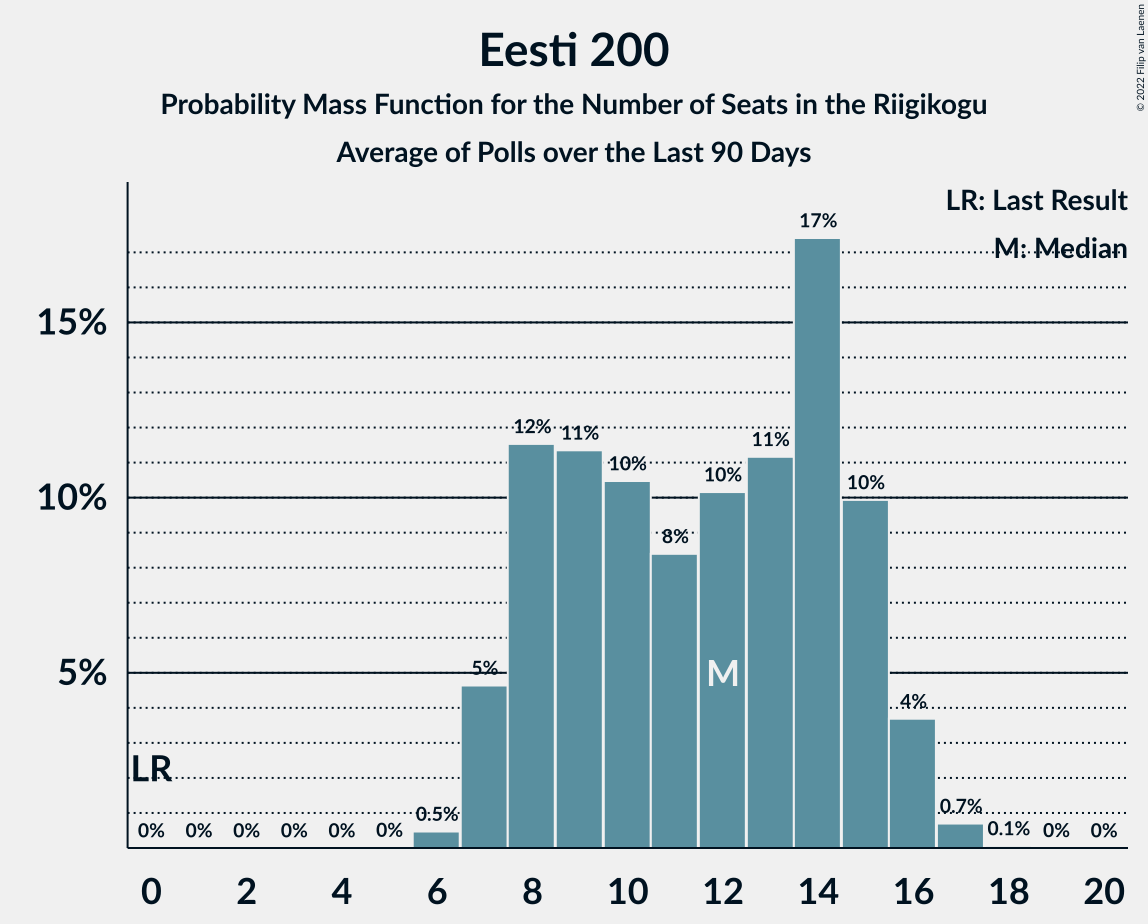 Eesti 200
Probability Mass Function for the Number of Seats in the Riigikogu
Average of Polls over the Last 90 Days
© 2022 Filip van Laenen
LR: Last Result
M: Median
15%
10%
5%
0%
0%
0%
0%
0%
0%
0.5%
5%
12%
11%
10%
8%
10%
11%
17%
10%
4%
0.7%
0.1%
0%
0%
LR
M
0 2 4 6 8 10 12 14 16 18 20